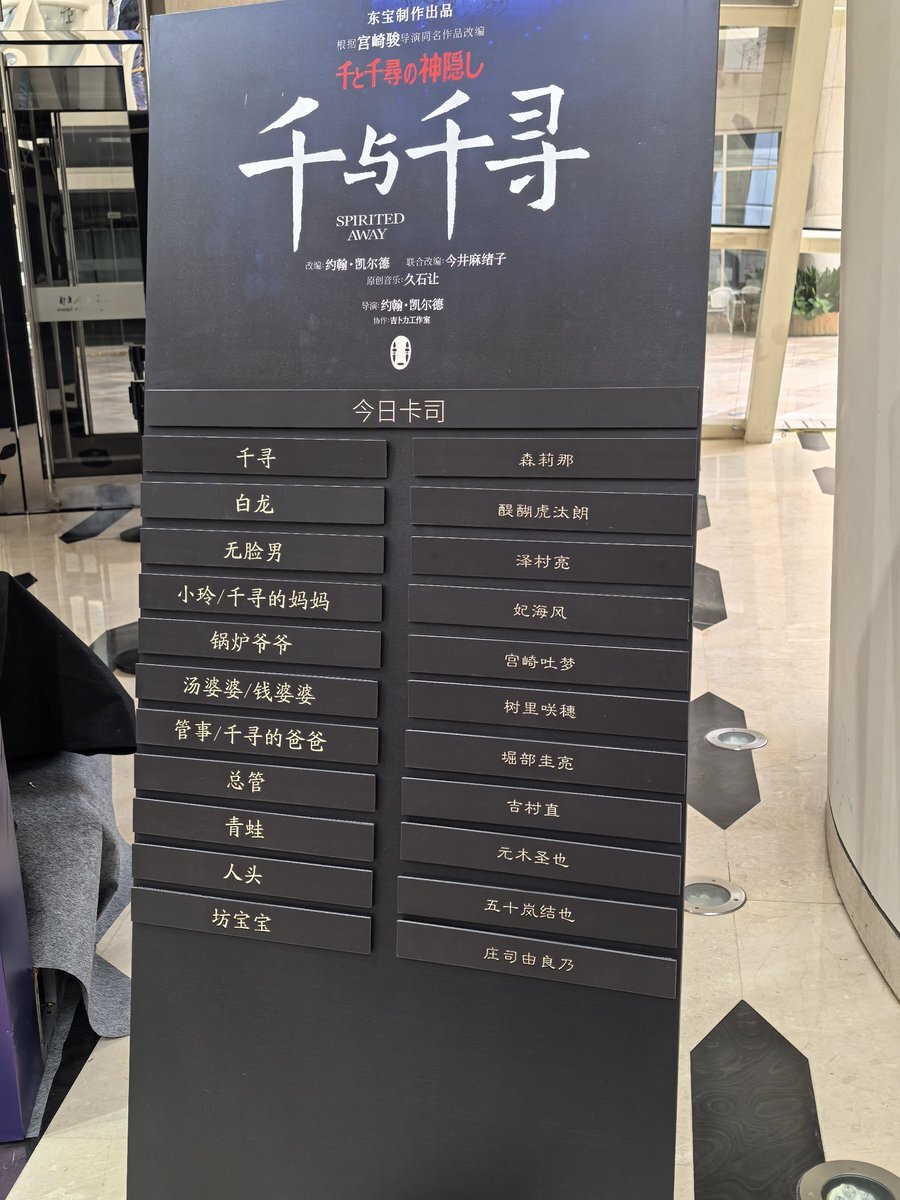 东宝制作出品
根据宫崎骏导演同名作品改编
千と千尋の神隠し
千与千寻
SPIRITED
AWAY
改编:约翰·凯尔德 联合改编:今井麻绪子
原创音乐:久石让
导演:约翰·凯尔德
协作:吉卜力工作室
今日卡司
千寻 森莉那
白龙 醍醐虎汰朗
无脸男 泽村亮
小玲/千寻的妈妈 妃海风
锅炉爷爷 宫崎吐梦
汤婆婆/钱婆婆 树里咲穗
管事/千寻的爸爸 堀部圭亮
总管 吉村直
青蛙 元木圣也
人头 五十岚结也
坊宝宝 庄司由良乃